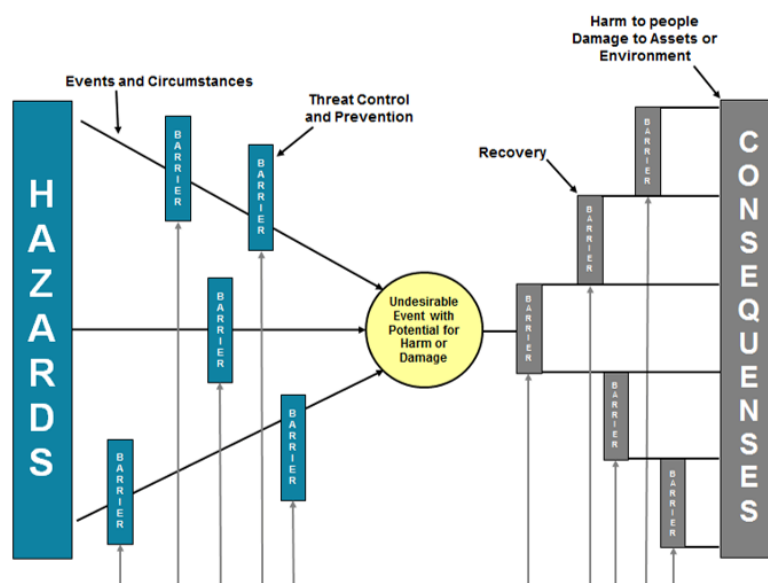 Harm to people
Damage to Assets or
Environment
Events and Circumstances
Threat Control
and Prevention
Recovery
HAZARDS
BARRIER
BARRIER
BARRIER
BARRIER
BARRIER
Undesirable
Event with
Potential for
Harm or
Damage
BARRIER
BARRIER
BARRIER
BARRIER
BARRIER
CONSEQUENSES